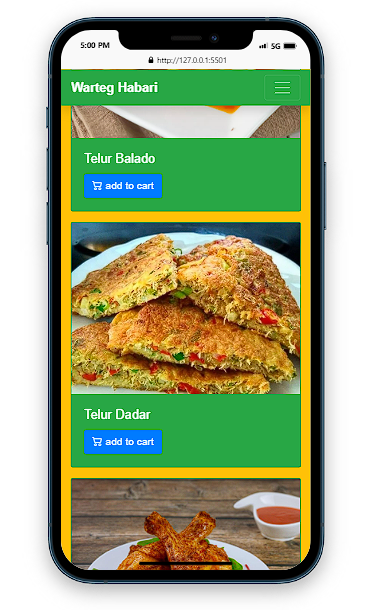 5:00 PM
5G
http://127.0.0.1:5501
Warteg Habari
Telur Balado
add to cart
Telur Dadar
add to cart